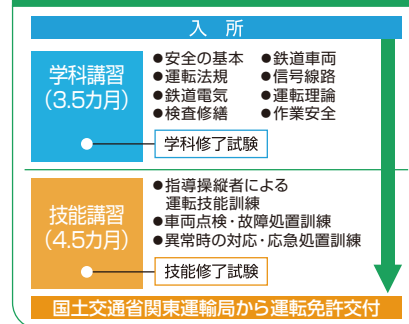 入 所
学科講習
(3.5カ月)
●安全の基本 ●鉄道車両
●運転法規 ●信号線路
●鉄道電気 ●運転理論
●検査修繕 ●作業安全
学科修了試験
技能講習
(4.5カ月)
●指導操縦者による
運転技能訓練
●車両点検・故障処置訓練
●異常時の対応・応急処置訓練
技能修了試験
国土交通省関東運輸局から運転免許交付